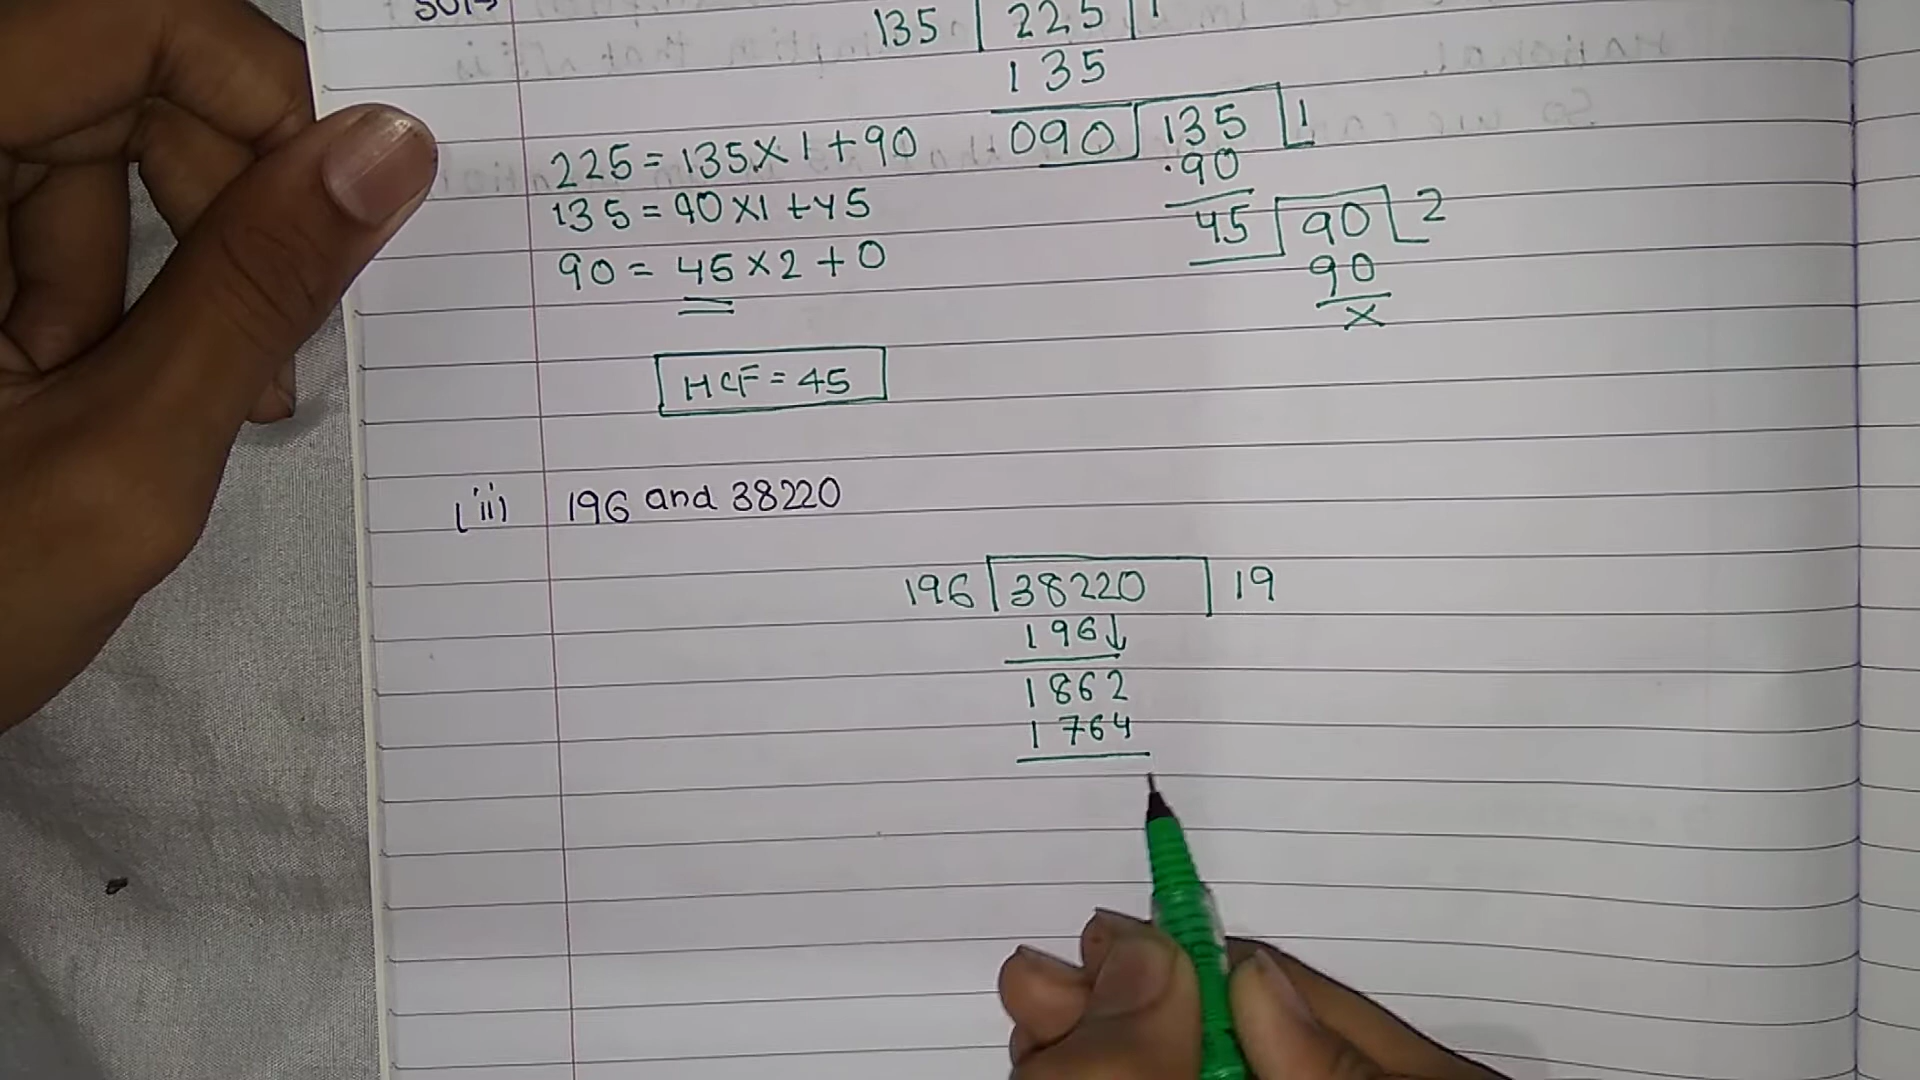 135 225 1
135
225 = 135 × 1 + 90 090 135 1
90
135 = 90 × 1 + 45 45 90 2
90 = 45 × 2 + 0 90
×
HCF = 45
(ii) 196 and 38220
196 38220 19
196↓
1862
1764